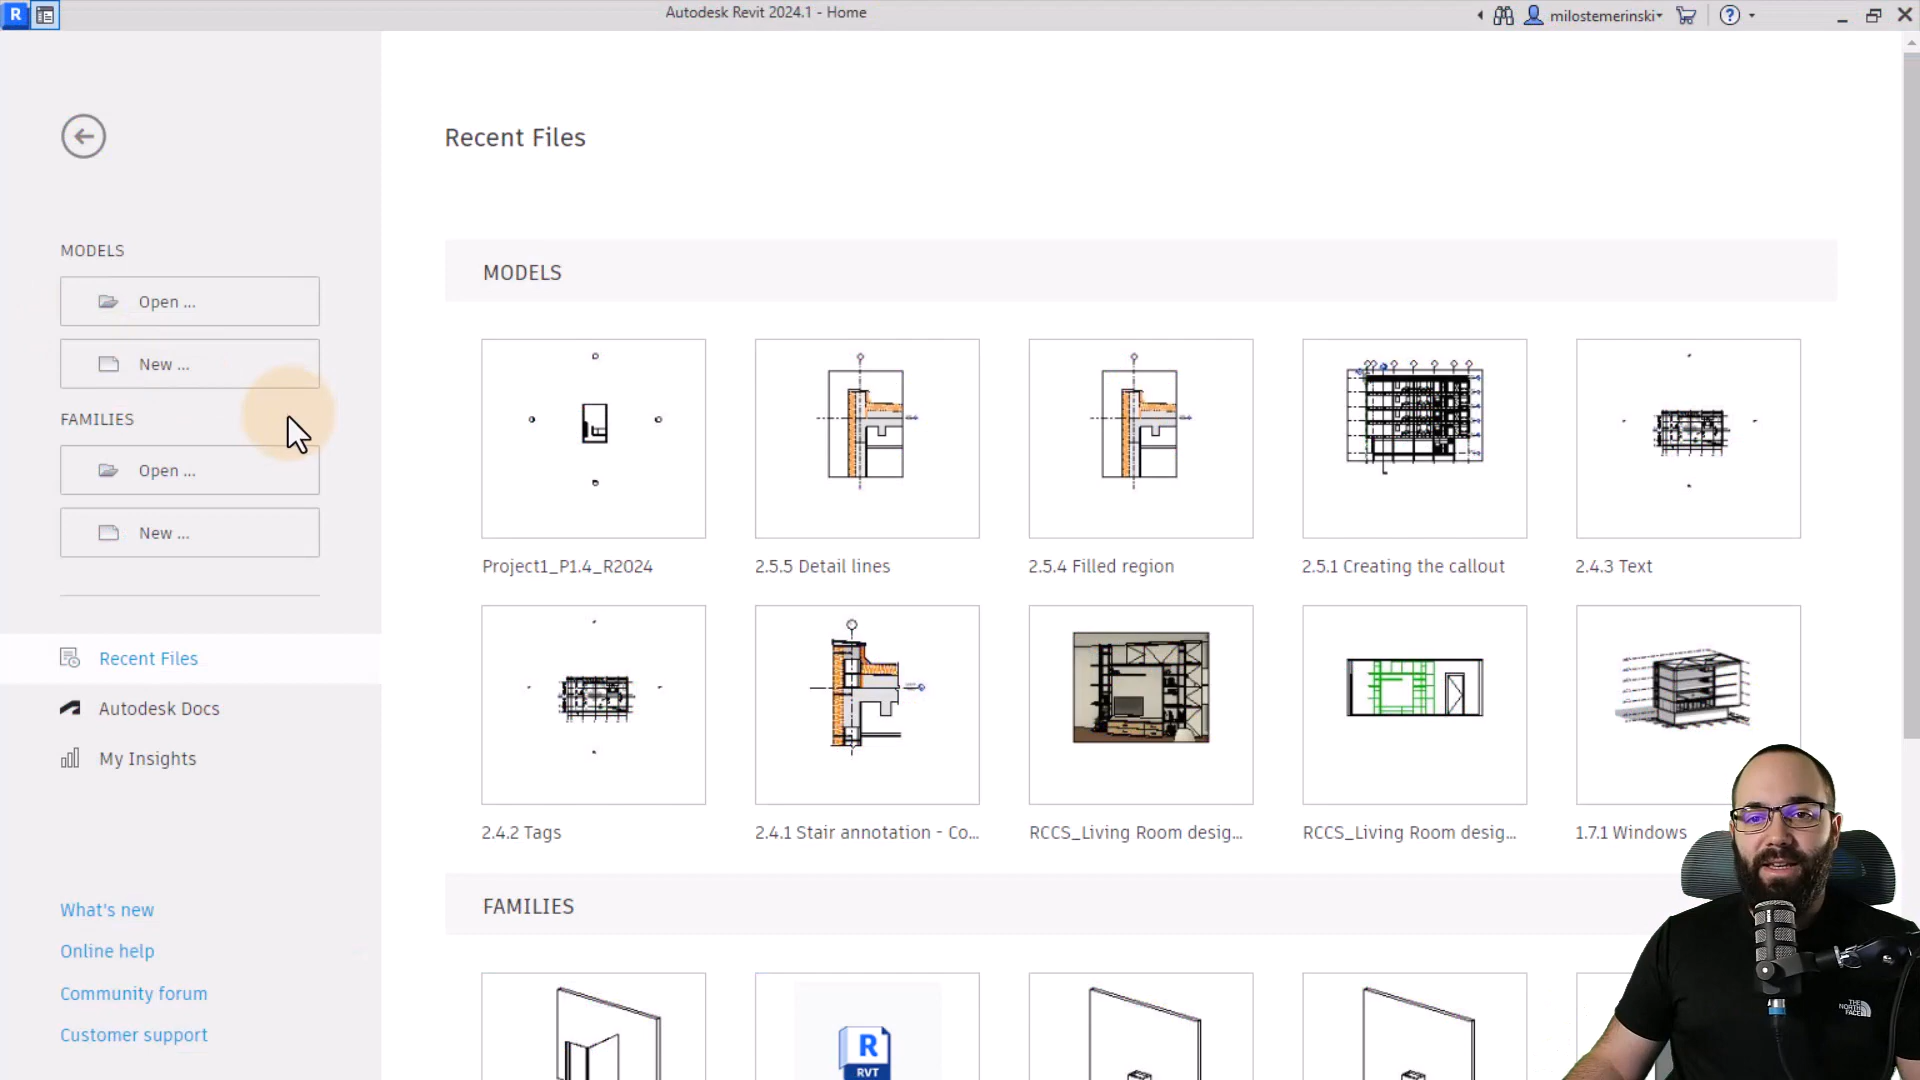 R
Autodesk Revit 2024.1 - Home
milostemerinski
?
Recent Files
MODELS
Open ...
New ...
FAMILIES
Open ...
New ...
Recent Files
Autodesk Docs
My Insights
What's new
Online help
Community forum
Customer support
MODELS
Project1_P1.4_R2024
2.5.5 Detail lines
2.5.4 Filled region
2.5.1 Creating the callout
2.4.3 Text
2.4.2 Tags
2.4.1 Stair annotation - Co...
RCCS_Living Room desig...
RCCS_Living Room desig...
1.7.1 Windows
FAMILIES
R
RVT
THE
NORTH
FACE